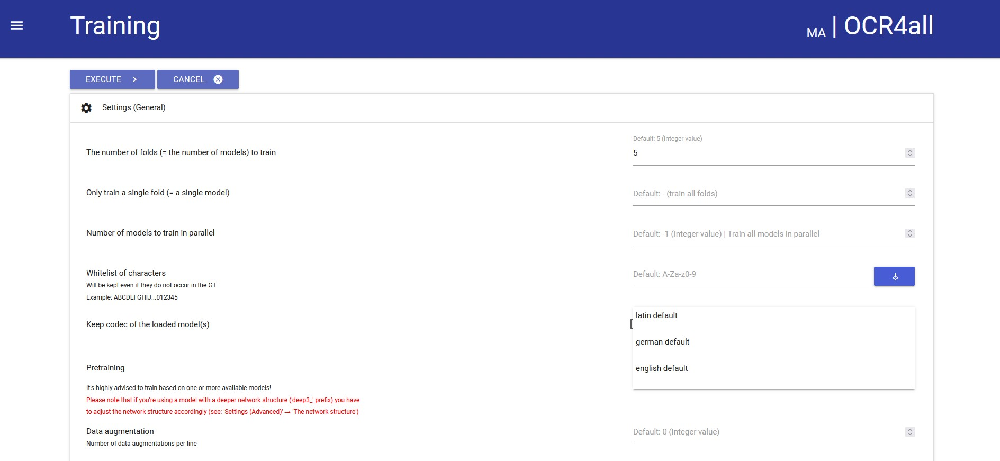 Training
MA | OCR4all
EXECUTE
CANCEL
Settings (General)
Default: 5 (Integer value)
The number of folds (= the number of models) to train
5
Only train a single fold (= a single model)
Default: - (train all folds)
Number of models to train in parallel
Default: -1 (Integer value) | Train all models in parallel
Whitelist of characters
Default: A-Za-z0-9
Will be kept even if they do not occur in the GT
Example: ABCDEFGHIJ...012345
latin default
Keep codec of the loaded model(s)
german default
english default
Pretraining
It's highly advised to train based on one or more available models!
Please note that if you're using a model with a deeper network structure ('deep3_' prefix) you have
to adjust the network structure accordingly (see: 'Settings (Advanced)' → 'The network structure')
Data augmentation
Default: 0 (Integer value)
Number of data augmentations per line